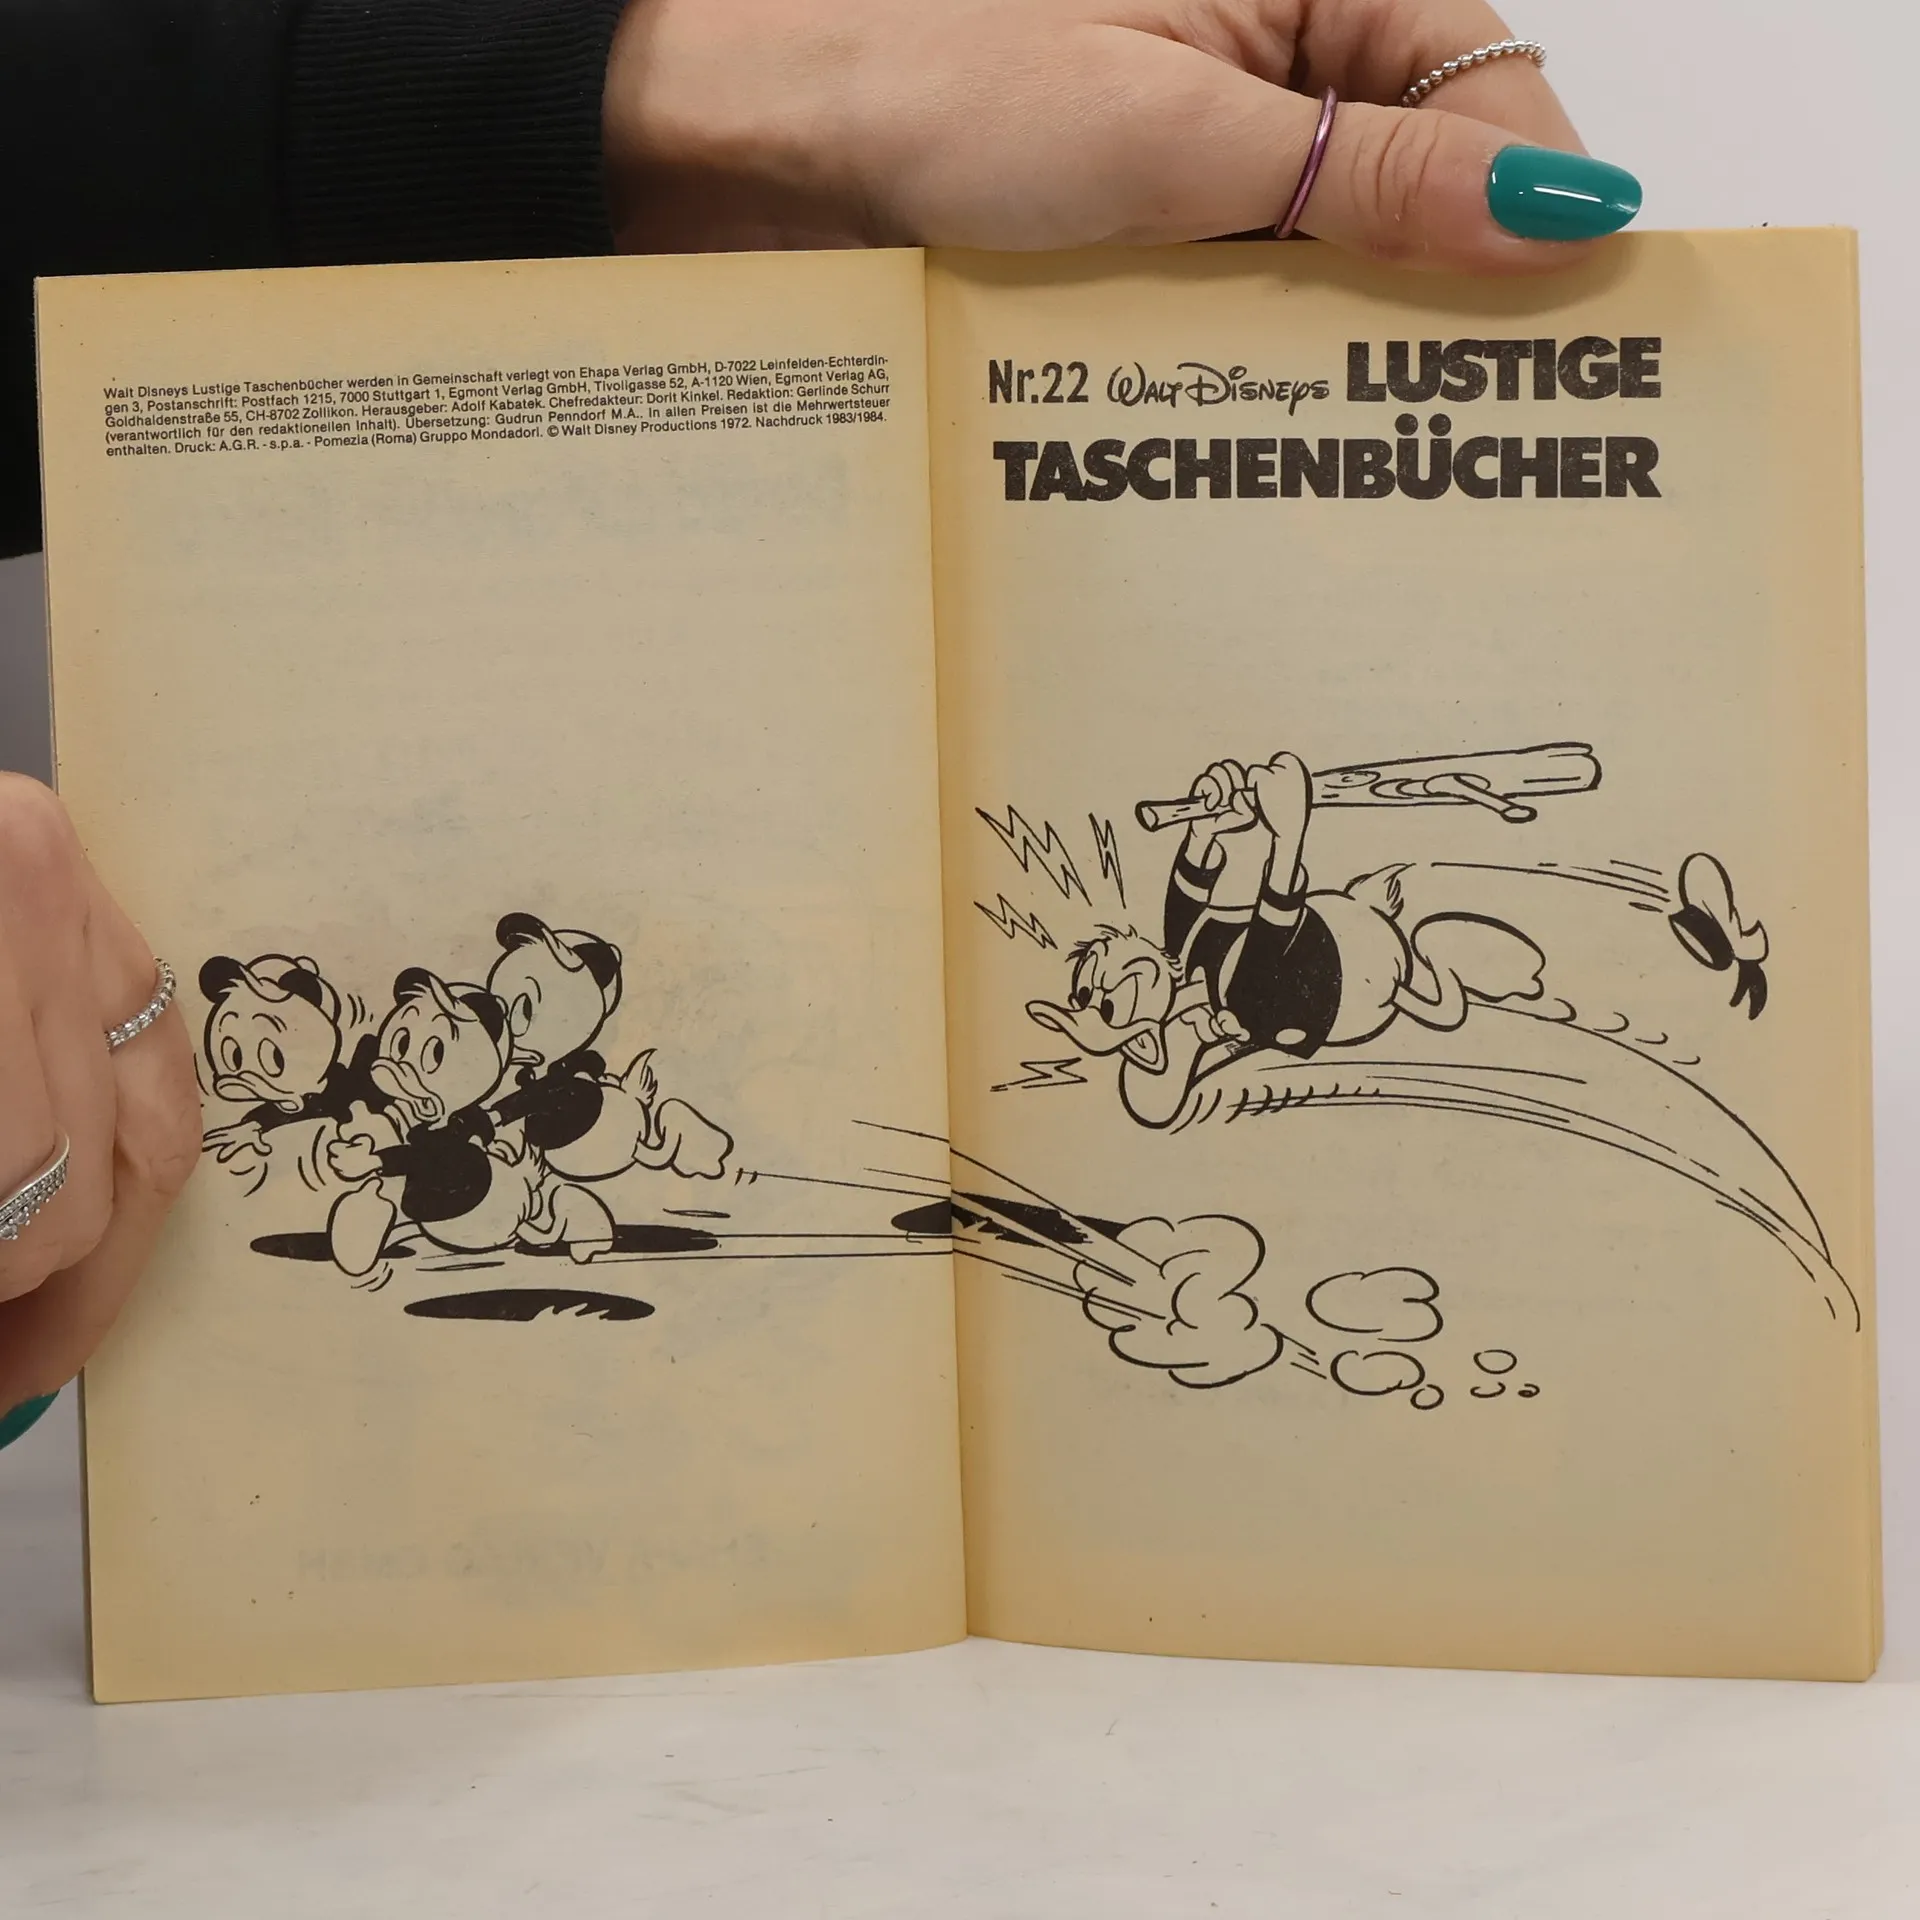 Walt Disneys Lustige Taschenbücher werden in Gemeinschaft verlegt von Ehapa Verlag GmbH, D-7022 Leinfelden-Echterdin-
gen 3, Postanschrift: Postfach 1215, 7000 Stuttgart 1, Egmont Verlag GmbH, Tivoligasse 52, A-1120 Wien, Egmont Verlag AG,
Goldhaldenstraße 55, CH-8702 Zollikon. Herausgeber: Adolf Kabatek. Chefredakteur: Dorit Kinkel. Redaktion: Gerlinde Schurr
(verantwortlich für den redaktionellen Inhalt). Übersetzung: Gudrun Penndorf M.A.. In allen Preisen ist die Mehrwertsteuer
enthalten. Druck: A.G.R. - s.p.a. - Pomezia (Roma) Gruppo Mondadori. © Walt Disney Productions 1972. Nachdruck 1983/1984.
Nr.22 Walt Disneys LUSTIGE
TASCHENBÜCHER